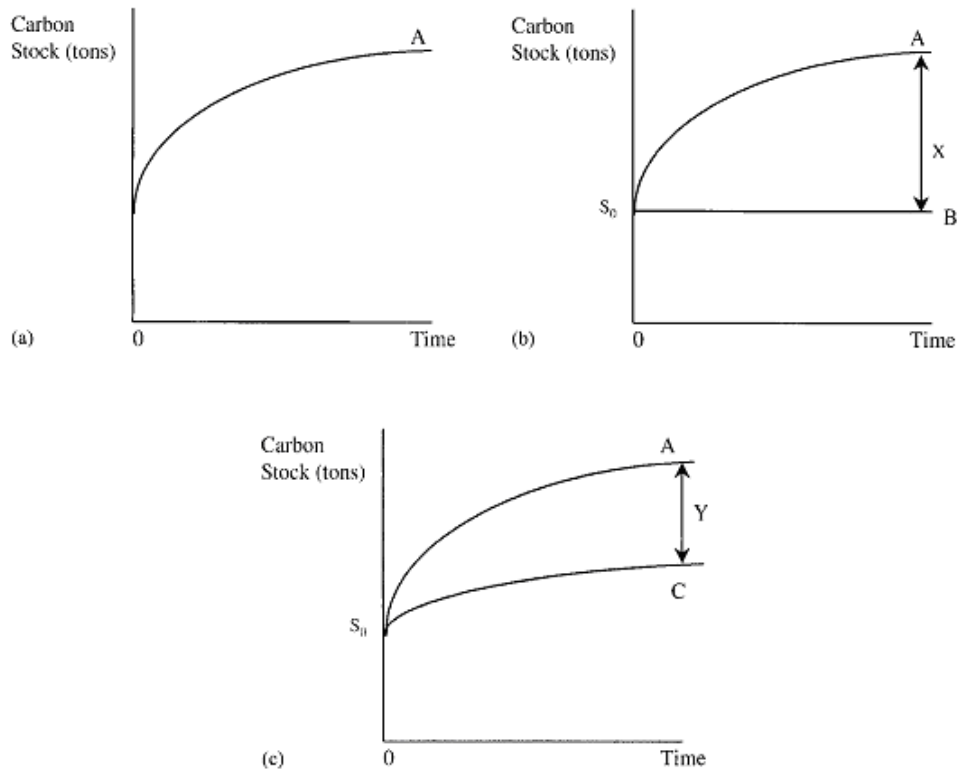 Carbon
Stock (tons)
A
(a)
0
Time
Carbon
Stock (tons)
A
X
S₀
B
(b)
0
Time
Carbon
Stock (tons)
A
Y
C
S₀
(c)
0
Time